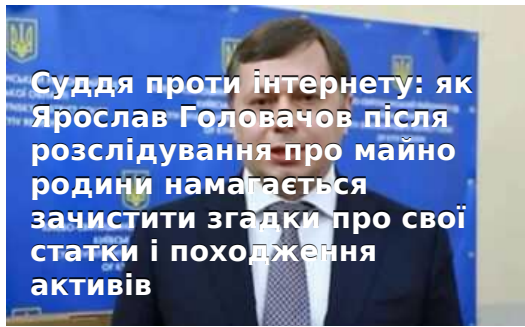 Суддя проти інтернету: як
Ярослав Головачов після
розслідування про майно
родини намагається
зачистити згадки про свої
статки і походження
активів